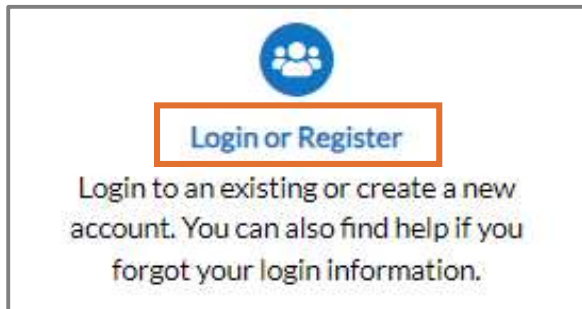 Login or Register
Login to an existing or create a new
account. You can also find help if you
forgot your login information.